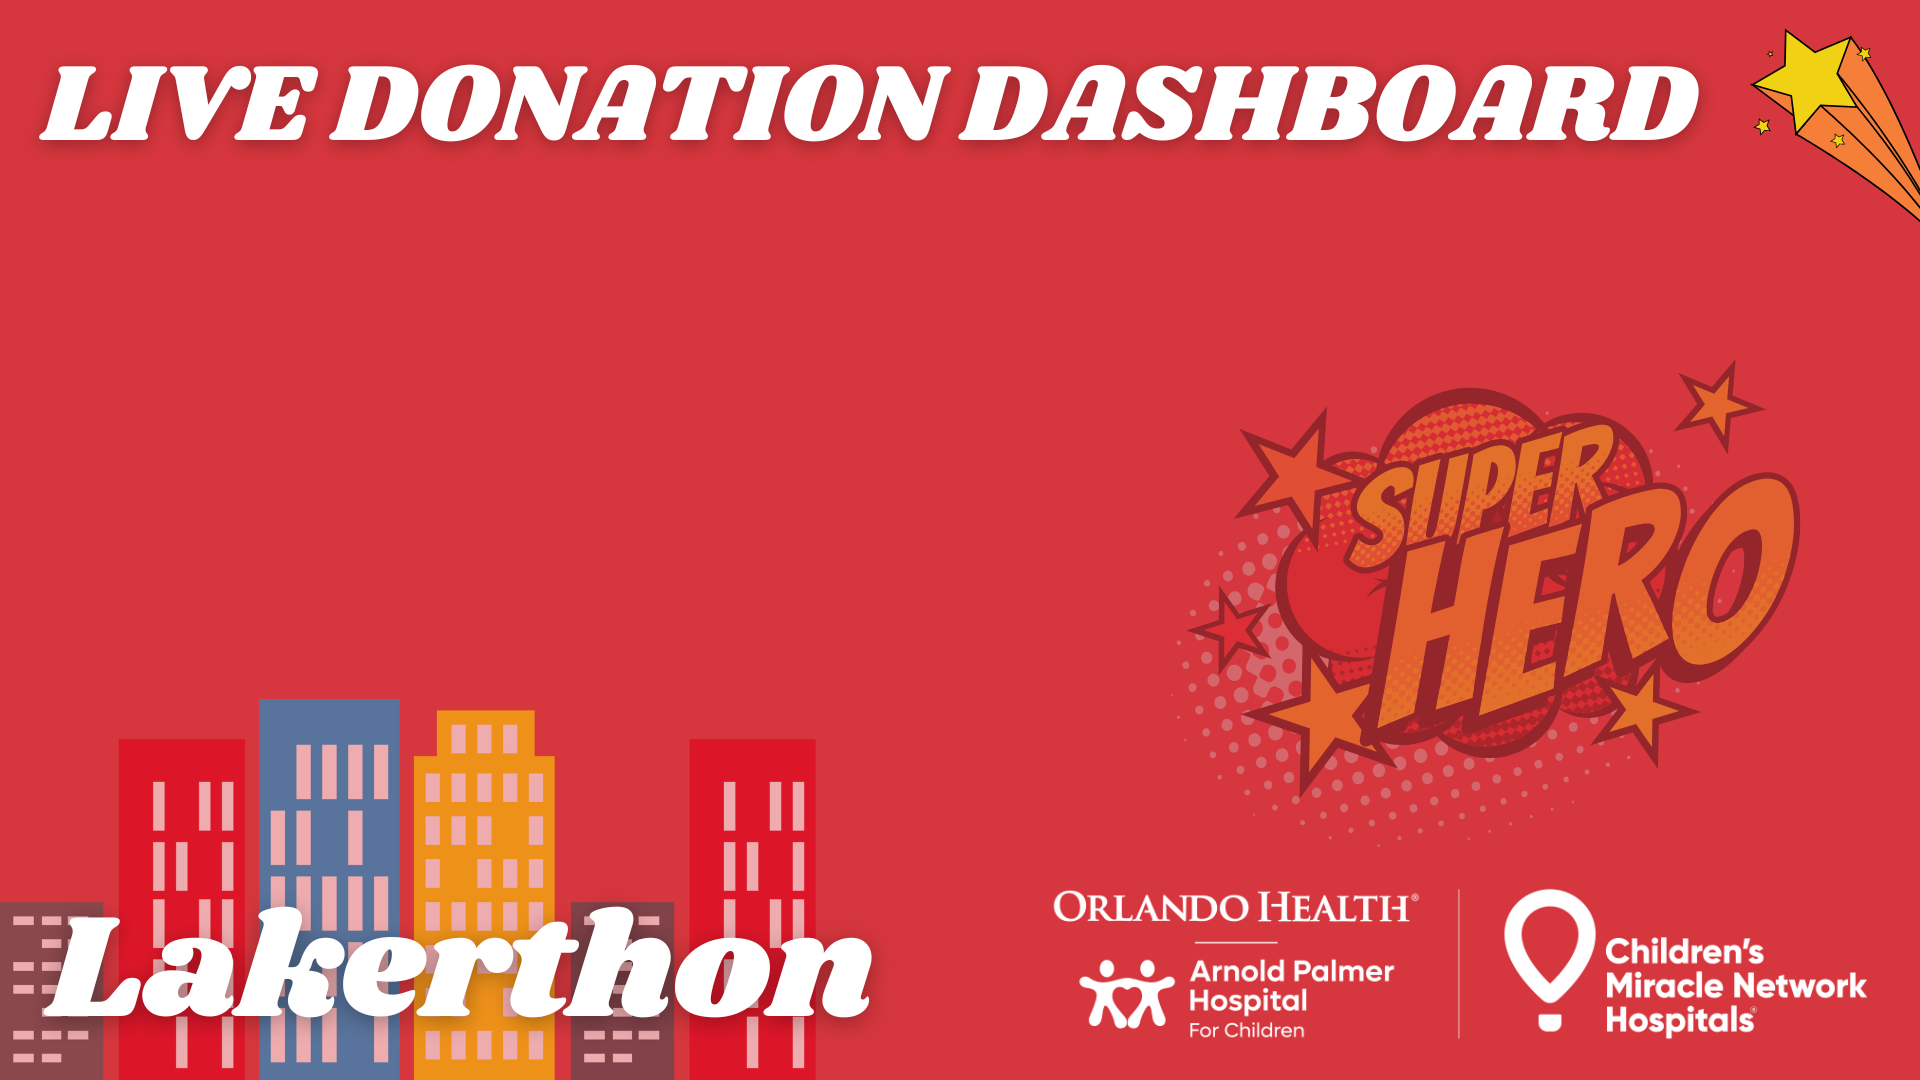 LIVE DONATION DASHBOARD
SUPER
HERO
Lakerthon
ORLANDO HEALTH®
Arnold Palmer
Hospital
For Children
Children's
Miracle Network
Hospitals®